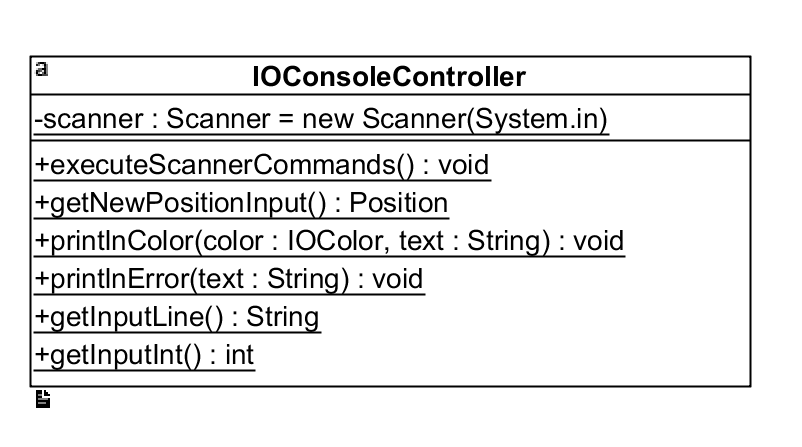 a
IOConsoleController
-scanner : Scanner = new Scanner(System.in)
+executeScannerCommands() : void
+getNewPositionInput() : Position
+printlnColor(color : IOColor, text : String) : void
+printlnError(text : String) : void
+getInputLine() : String
+getInputInt() : int